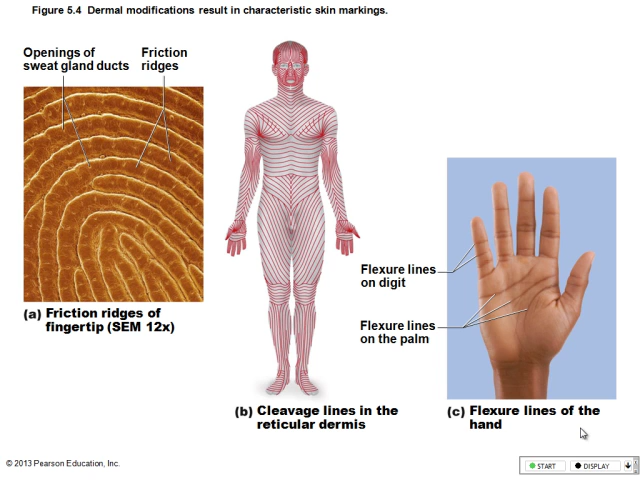 Figure 5.4 Dermal modifications result in characteristic skin markings.
Openings of
sweat gland ducts
Friction
ridges
(a) Friction ridges of
fingertip (SEM 12x)
(b) Cleavage lines in the
reticular dermis
Flexure lines
on digit
Flexure lines
on the palm
(c) Flexure lines of the
hand
© 2013 Pearson Education, Inc.
START
DISPLAY